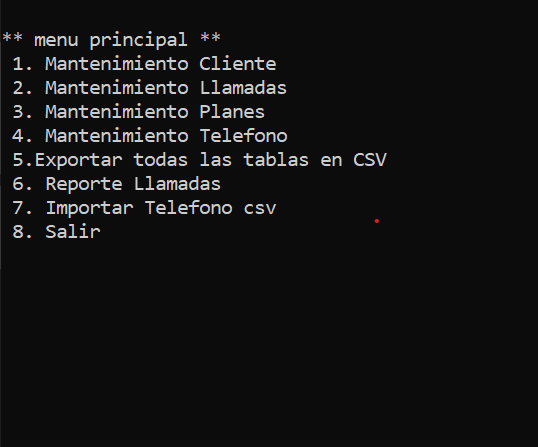 ** menu principal **
1. Mantenimiento Cliente
2. Mantenimiento Llamadas
3. Mantenimiento Planes
4. Mantenimiento Telefono
5.Exportar todas las tablas en CSV
6. Reporte Llamadas
7. Importar Telefono csv
8. Salir